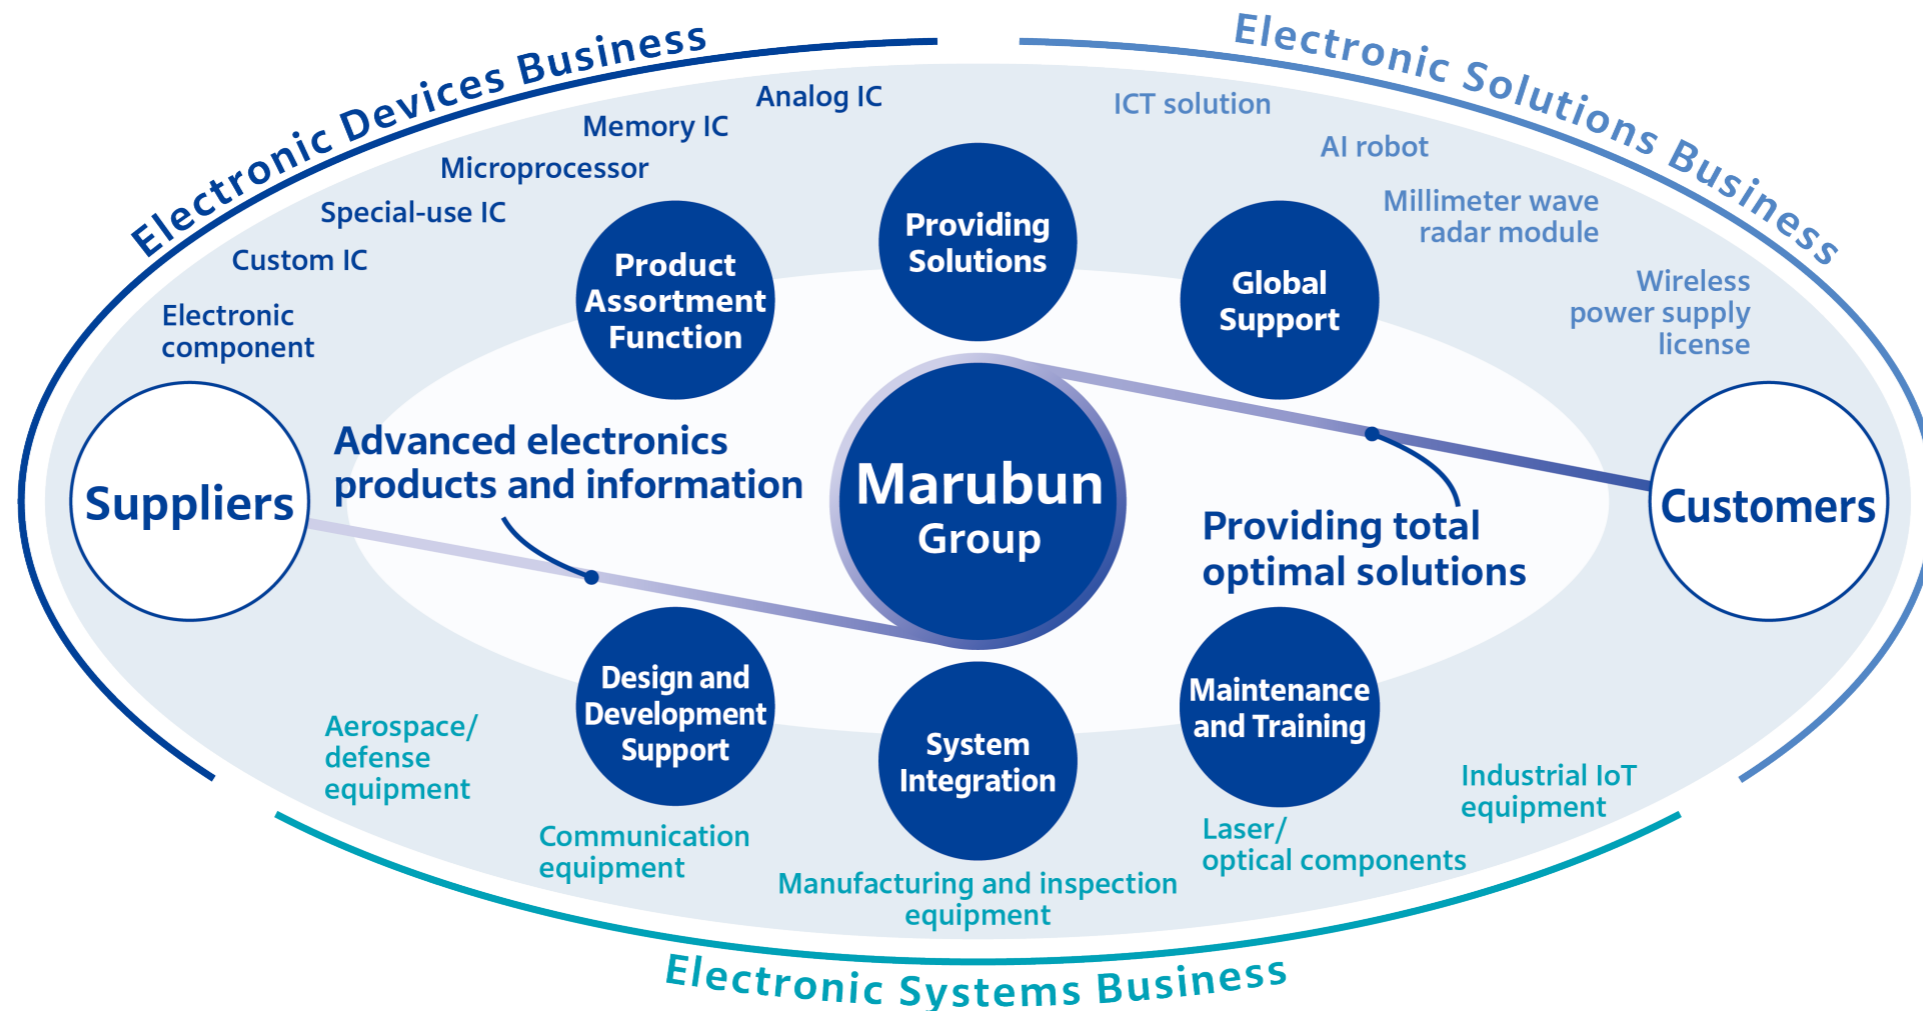 Electronic Devices Business
Electronic Solutions Business
Analog IC
Memory IC
Microprocessor
Special-use IC
Custom IC
Electronic
component
ICT solution
AI robot
Millimeter wave
radar module
Wireless
power supply
license
Product
Assortment
Function
Providing
Solutions
Global
Support
Suppliers
Advanced electronics
products and information
Marubun
Group
Providing total
optimal solutions
Customers
Design and
Development
Support
System
Integration
Maintenance
and Training
Aerospace/
defense
equipment
Communication
equipment
Manufacturing and inspection
equipment
Laser/
optical components
Industrial IoT
equipment
Electronic Systems Business